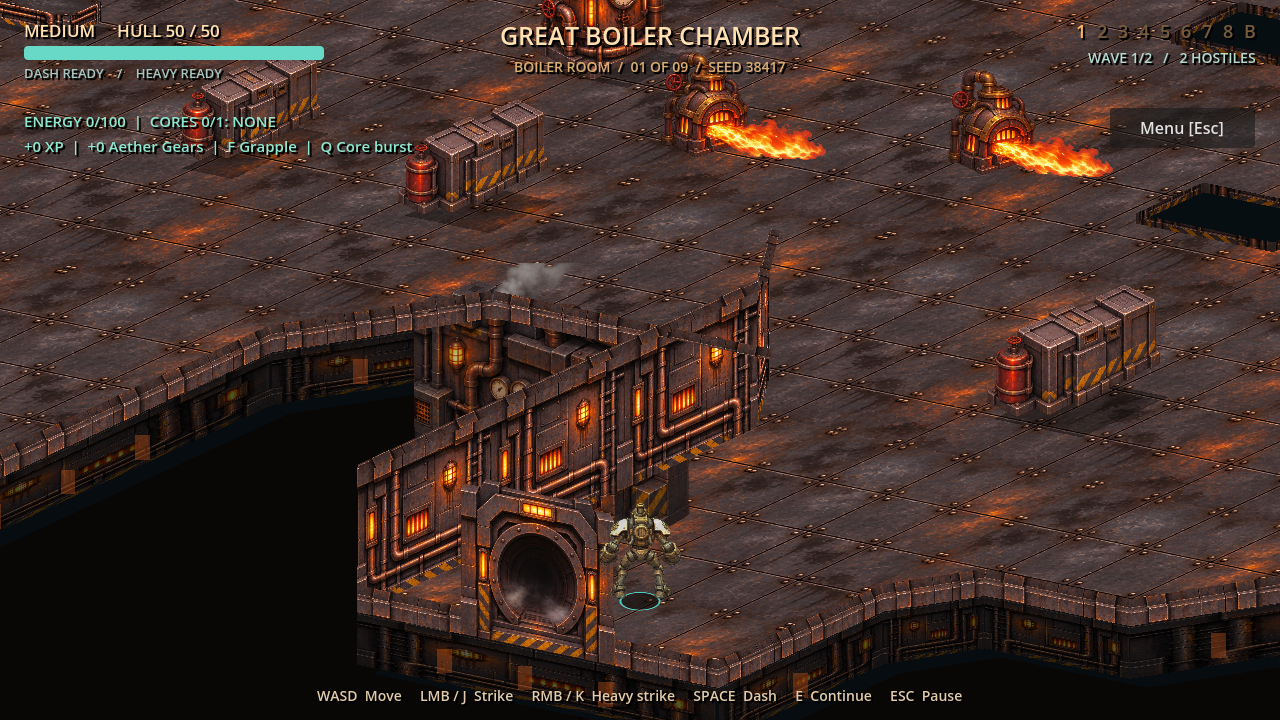 MEDIUM HULL 50 / 50
DASH READY - 7 HEAVY READY
ENERGY 0/100 | CORES 0/1: NONE
+0 XP | +0 Aether Gears | F Grapple | Q Core burst
GREAT BOILER CHAMBER
BOILER ROOM / 01 OF 09 / SEED 38417
1 2 3 4 5 6 7 8 B
WAVE 1/2 / 2 HOSTILES
Menu [Esc]
WASD Move LMB / J Strike RMB / K Heavy strike SPACE Dash E Continue ESC Pause